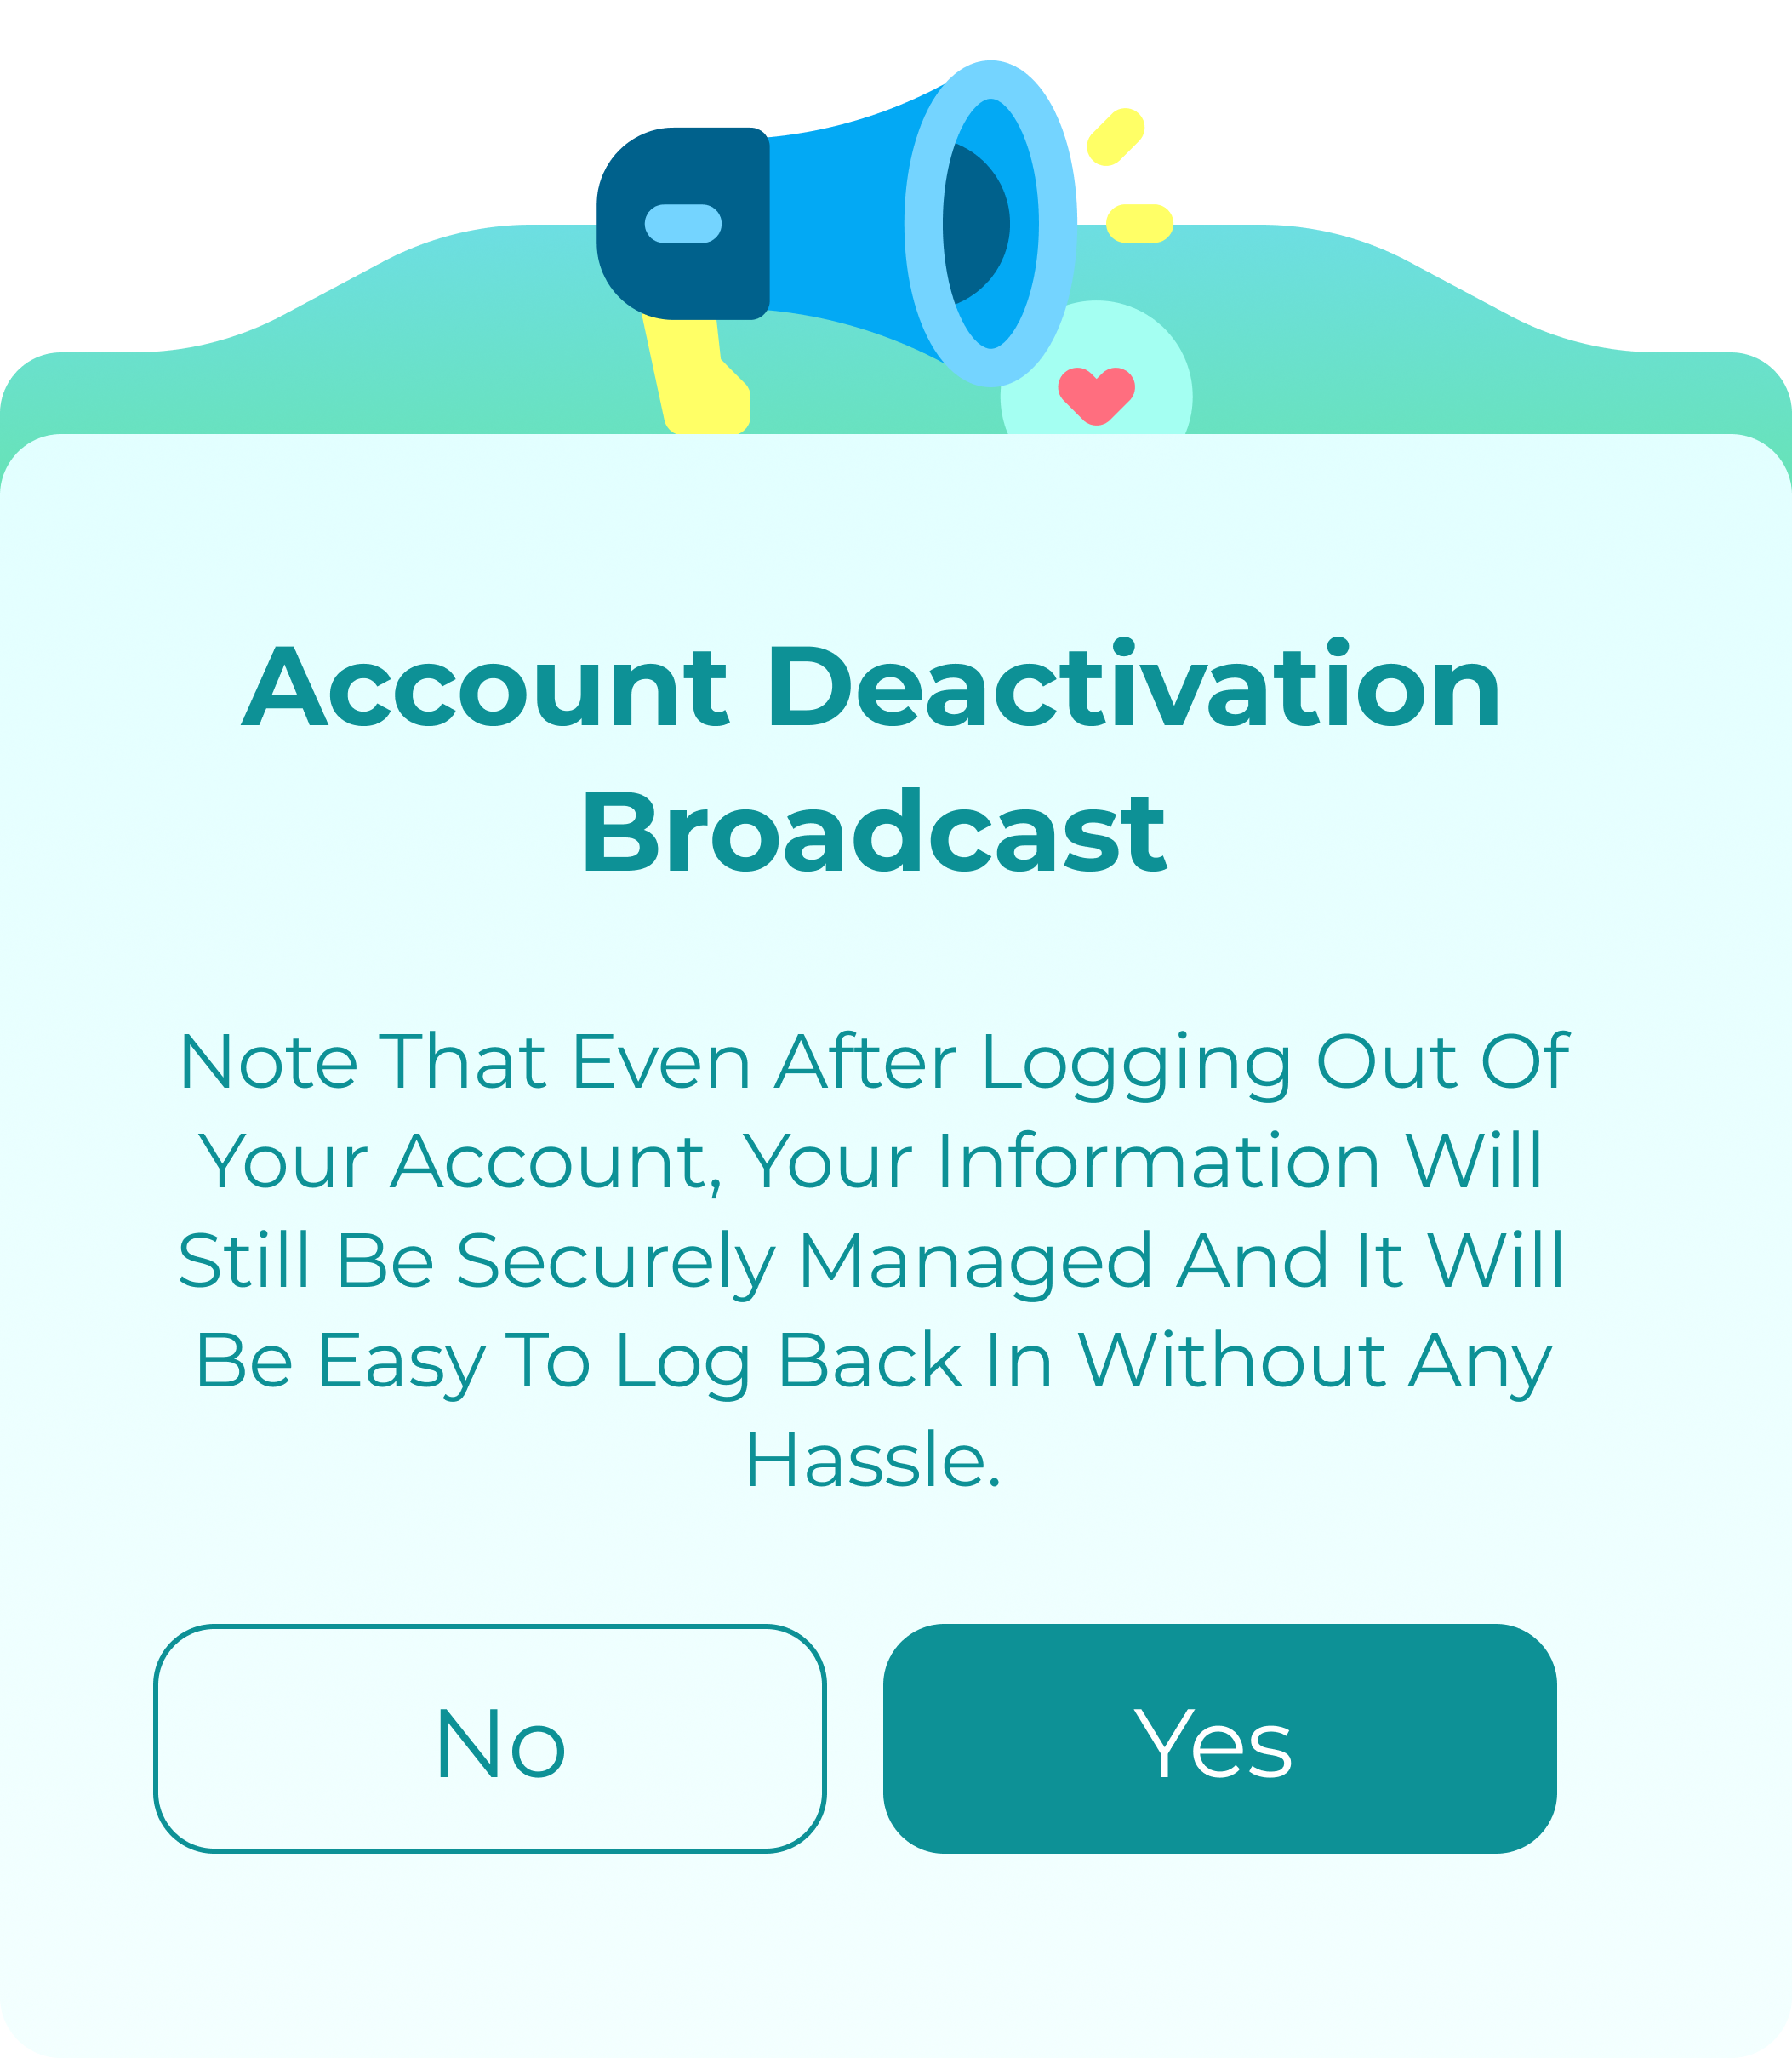 Account Deactivation
Broadcast
Note That Even After Logging Out Of
Your Account, Your Information Will
Still Be Securely Managed And It Will
Be Easy To Log Back In Without Any
Hassle.
No
Yes